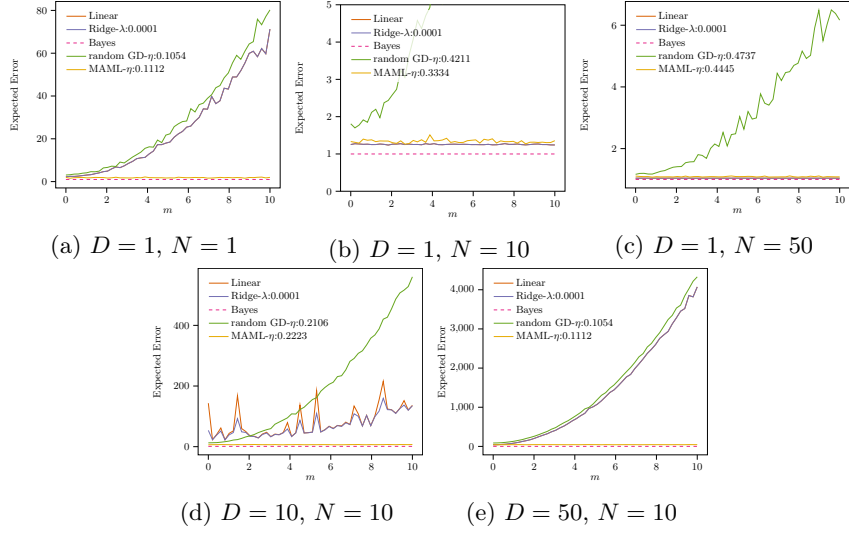 80
60
40
20
0
Expected Error
Linear
Ridge-λ:0.0001
Bayes
random GD-η:0.1054
MAML-η:0.1112
0 2 4 6 8 10
m
(a) D = 1, N = 1
5
4
3
2
1
0
Expected Error
Linear
Ridge-λ:0.0001
Bayes
random GD-η:0.4211
MAML-η:0.3334
0 2 4 6 8 10
m
(b) D = 1, N = 10
6
4
2
Expected Error
Linear
Ridge-λ:0.0001
Bayes
random GD-η:0.4737
MAML-η:0.4445
0 2 4 6 8 10
m
(c) D = 1, N = 50
400
200
0
Expected Error
Linear
Ridge-λ:0.0001
Bayes
random GD-η:0.2106
MAML-η:0.2223
0 2 4 6 8 10
m
(d) D = 10, N = 10
4,000
3,000
2,000
1,000
0
Expected Error
Linear
Ridge-λ:0.0001
Bayes
random GD-η:0.1054
MAML-η:0.1112
0 2 4 6 8 10
m
(e) D = 50, N = 10